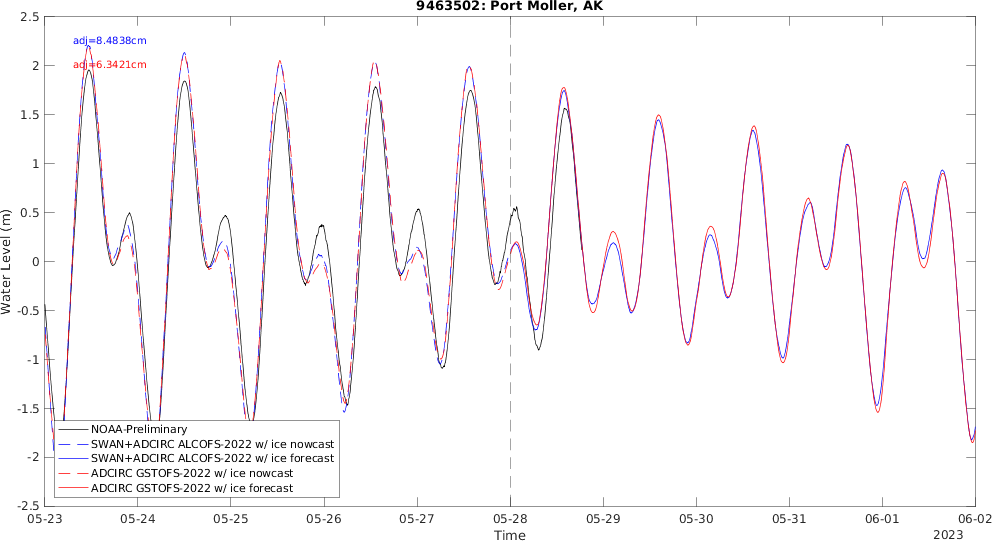 9463502: Port Moller, AK
2.5
2
1.5
1
0.5
0
-0.5
-1
-1.5
-2
-2.5
Water Level (m)
adj=8.4838cm
adj=6.3421cm
NOAA-Preliminary
SWAN+ADCIRC ALCOFS-2022 w/ ice nowcast
SWAN+ADCIRC ALCOFS-2022 w/ ice forecast
ADCIRC GSTOFS-2022 w/ ice nowcast
ADCIRC GSTOFS-2022 w/ ice forecast
05-23 05-24 05-25 05-26 05-27 05-28 05-29 05-30 05-31 06-01 06-02
Time
2023